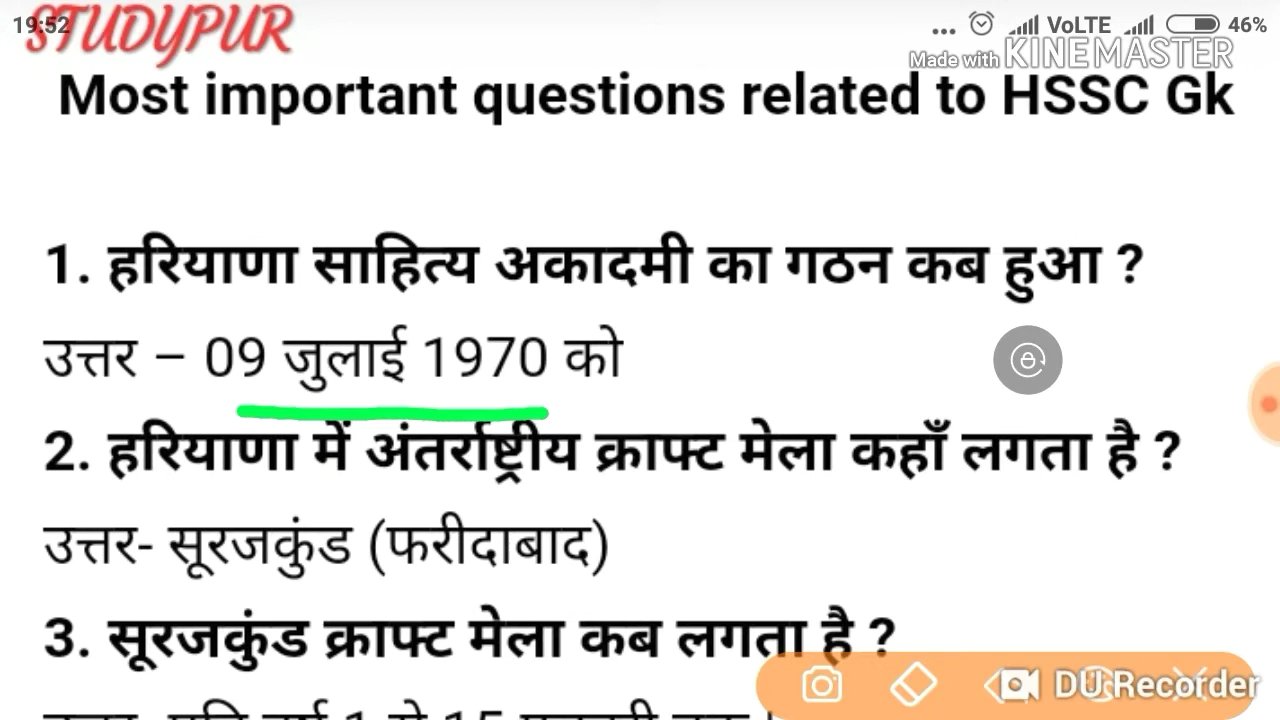 19:52
STUDYPUR
... VoLTE 46%
Made with KINEMASTER
Most important questions related to HSSC Gk
1. हरियाणा साहित्य अकादमी का गठन कब हुआ ?
उत्तर – 09 जुलाई 1970 को
2. हरियाणा में अंतर्राष्ट्रीय क्राफ्ट मेला कहाँ लगता है ?
उत्तर- सूरजकुंड (फरीदाबाद)
3. सूरजकुंड क्राफ्ट मेला कब लगता है ?
DU Recorder